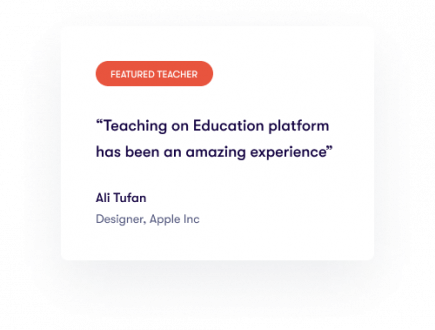 FEATURED TEACHER
“Teaching on Education platform
has been an amazing experience”
Ali Tufan
Designer, Apple Inc